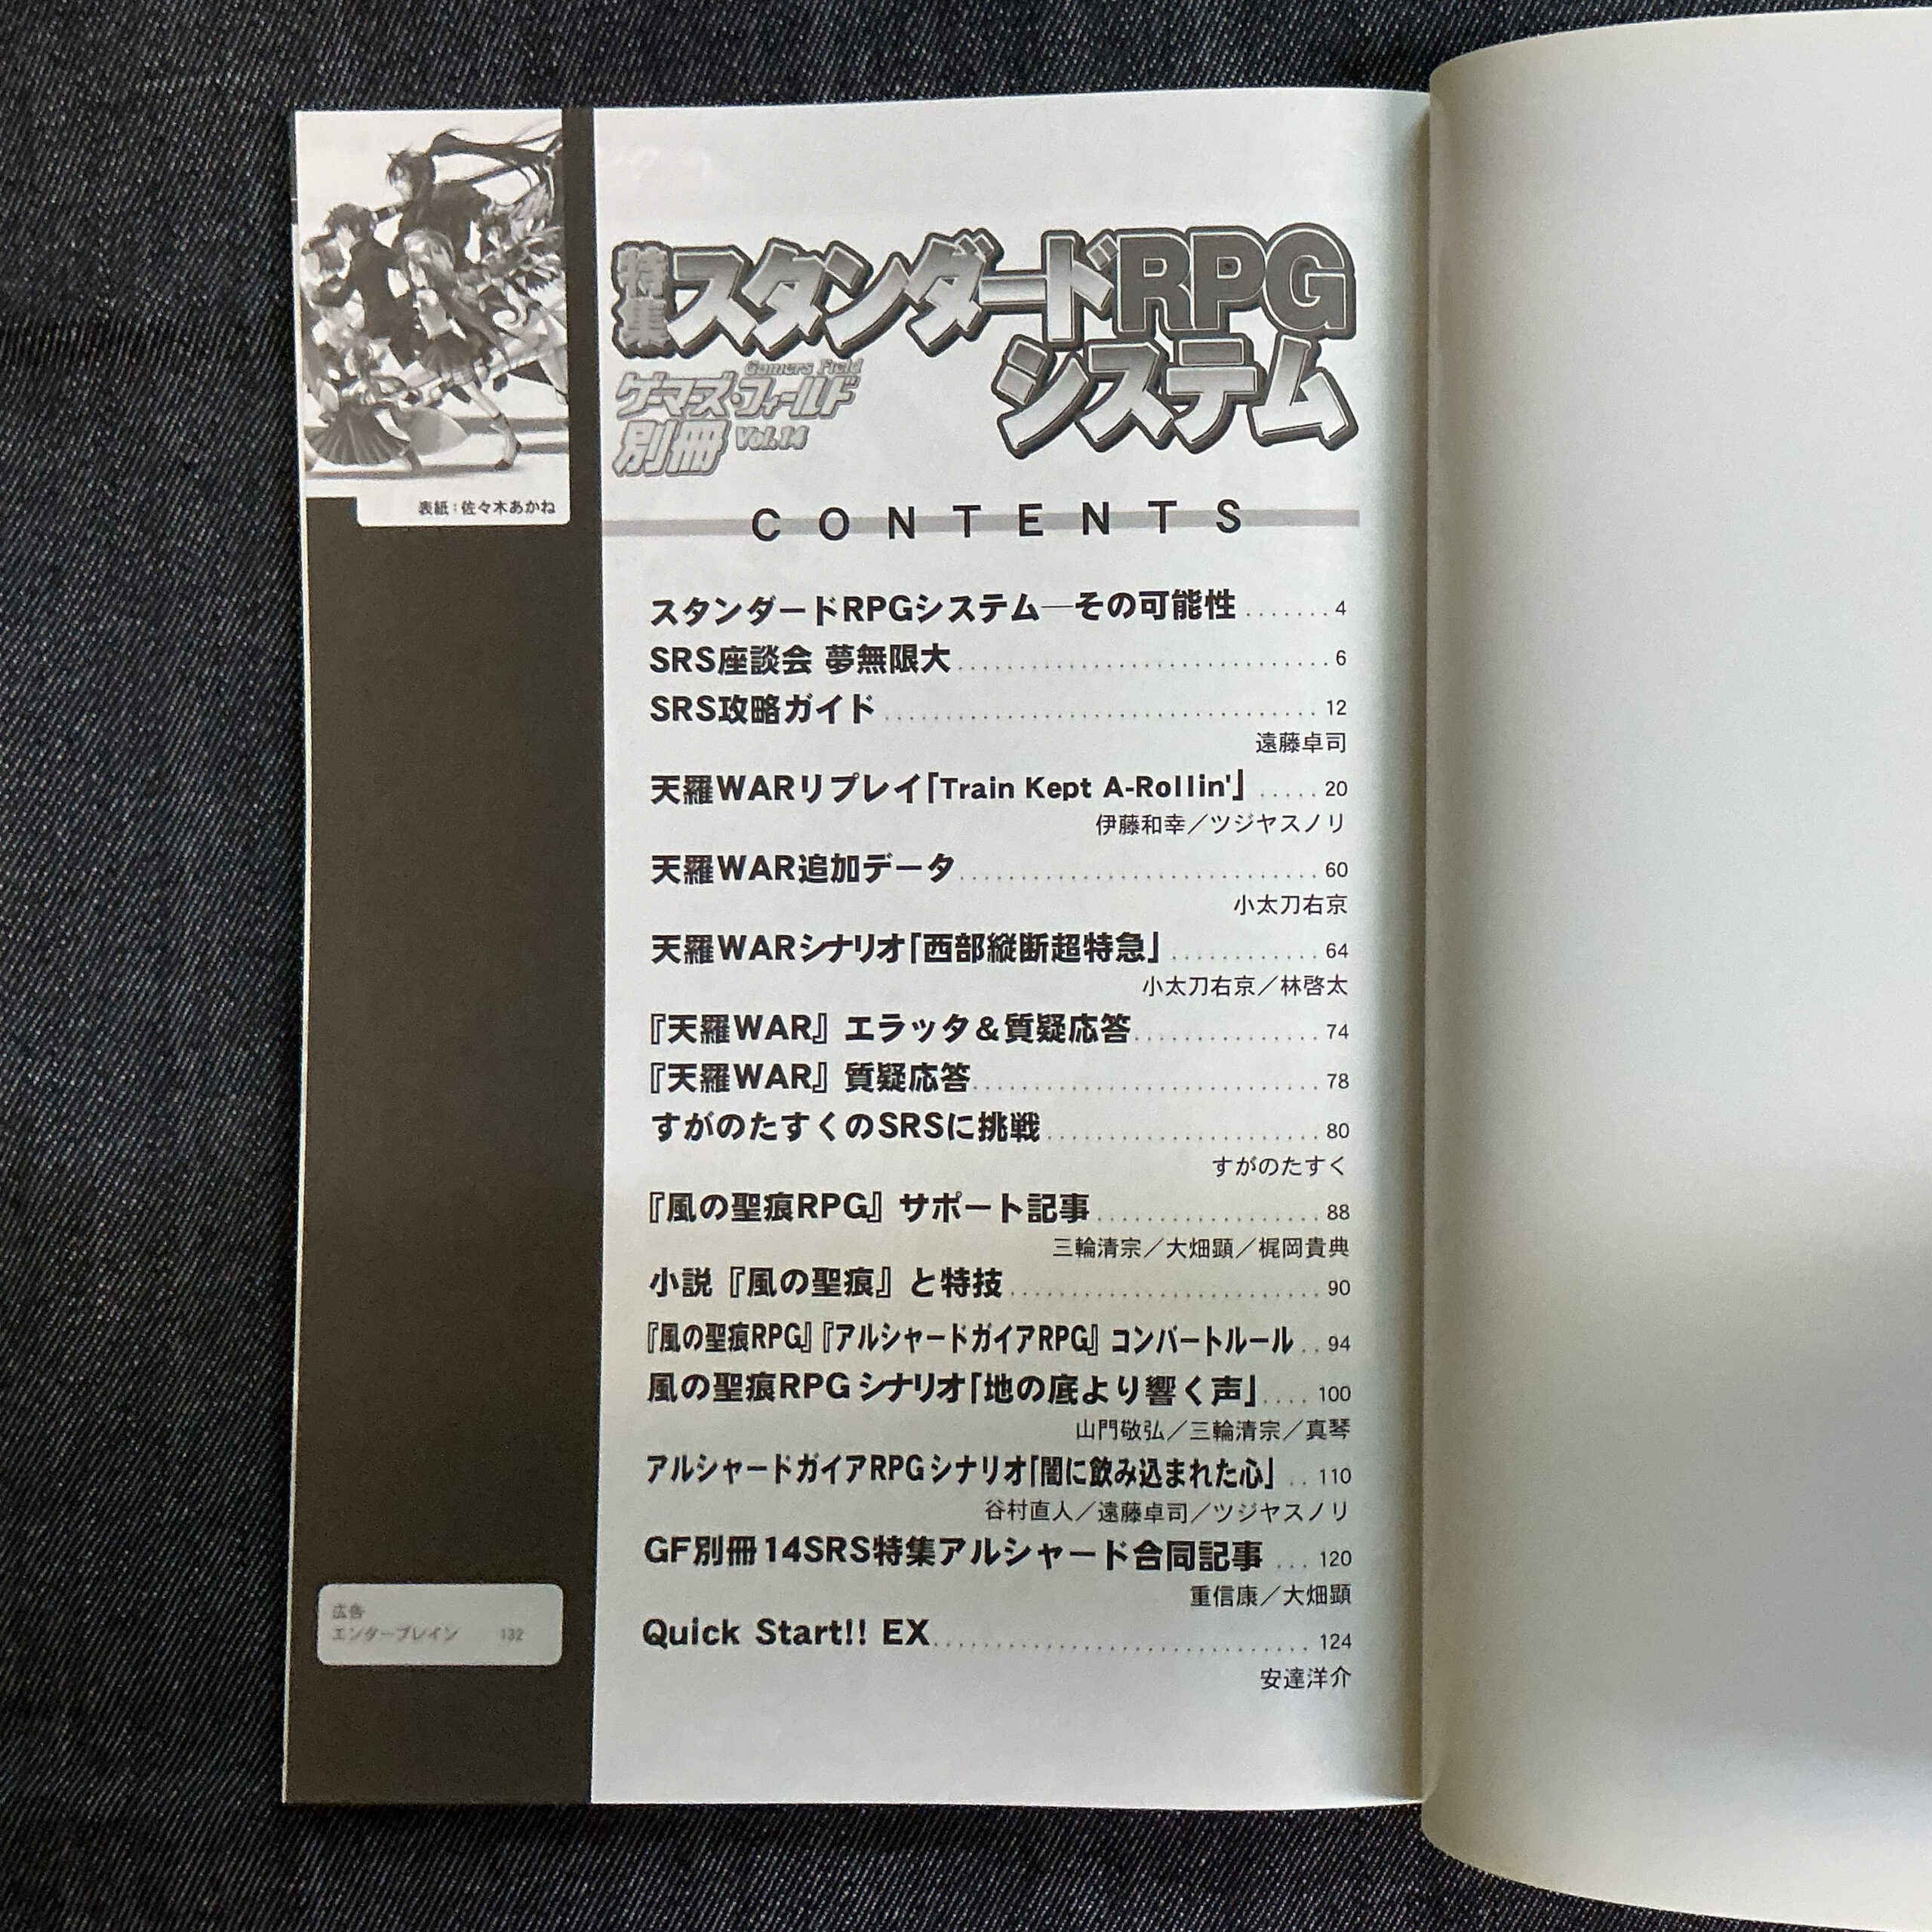 特集 スタンダードRPG
システム
Gamers Field
ゲーマーズ・フィールド
別冊 Vol.14
表紙：佐々木あかね
CONTENTS
スタンダードRPGシステム─その可能性 ....... 4
SRS座談会 夢無限大 ....... 6
SRS攻略ガイド ....... 12
遠藤卓司
天羅WARリプレイ「Train Kept A-Rollin'」 ..... 20
伊藤和幸／ツジヤスノリ
天羅WAR追加データ ....... 60
小太刀右京
天羅WARシナリオ「西部縦断超特急」 ....... 64
小太刀右京／林啓太
『天羅WAR』エラッタ＆質疑応答 ....... 74
『天羅WAR』質疑応答 ....... 78
すがのたすくのSRSに挑戦 ....... 80
すがのたすく
『風の聖痕RPG』サポート記事 ....... 88
三輪清宗／大畑顕／梶岡貴典
小説『風の聖痕』と特技 ....... 90
『風の聖痕RPG』『アルシャードガイアRPG』コンバートルール .. 94
風の聖痕RPGシナリオ「地の底より響く声」 .... 100
山門敬弘／三輪清宗／真琴
アルシャードガイアRPGシナリオ「闇に飲み込まれた心」 .. 110
谷村直人／遠藤卓司／ツジヤスノリ
GF別冊14SRS特集アルシャード合同記事 ... 120
重信康／大畑顕
Quick Start!! EX ....... 124
安達洋介
広告
エンターブレイン 132